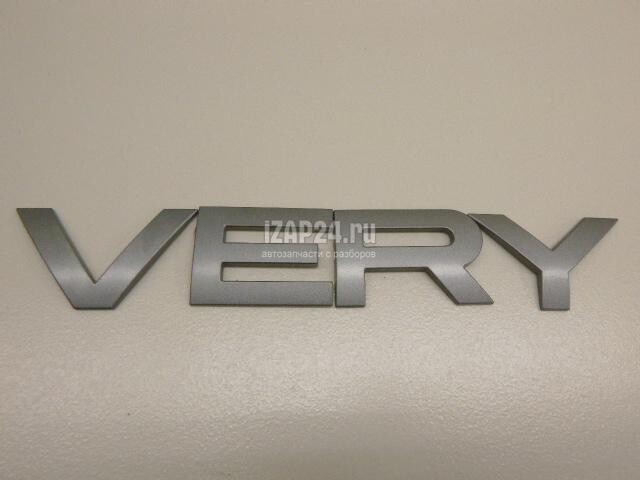 VERY
iZAP24.ru
автозапчасти с разборов